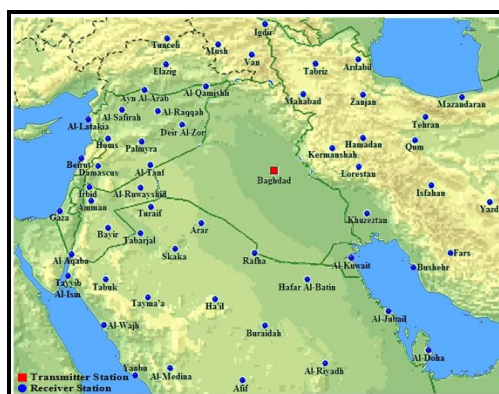 Igdir
Tunceli
Mush
Van
Tabriz
Ardabil
Elazig
Ayn Al-Arab
Al-Qamishli
Mahabad
Zanjan
Mazandaran
Al-Safirah
Al-Raqqah
Al-Latakia
Deir Al-Zor
Tehran
Homs
Palmyra
Hamadan
Qum
Kermanshah
Beirut
Damascus
Al-Tanf
Baghdad
Lorestan
Irbid
Al-Ruwayshid
Isfahan
Amman
Turaif
Yazd
Gaza
Khuzeztan
Bayir
Tabarjal
Arar
Al-Aqaba
Skaka
Rafha
Al-Kuwait
Fars
Bushehr
Tayyib
Al-Ism
Tabuk
Hafar Al-Batin
Tayma'a
Ha'il
Al-Jubail
Al-Wajh
Buraidah
Al-Doha
Yanbu
Al-Medina
Al-Riyadh
Afif
Transmitter Station
Receiver Station